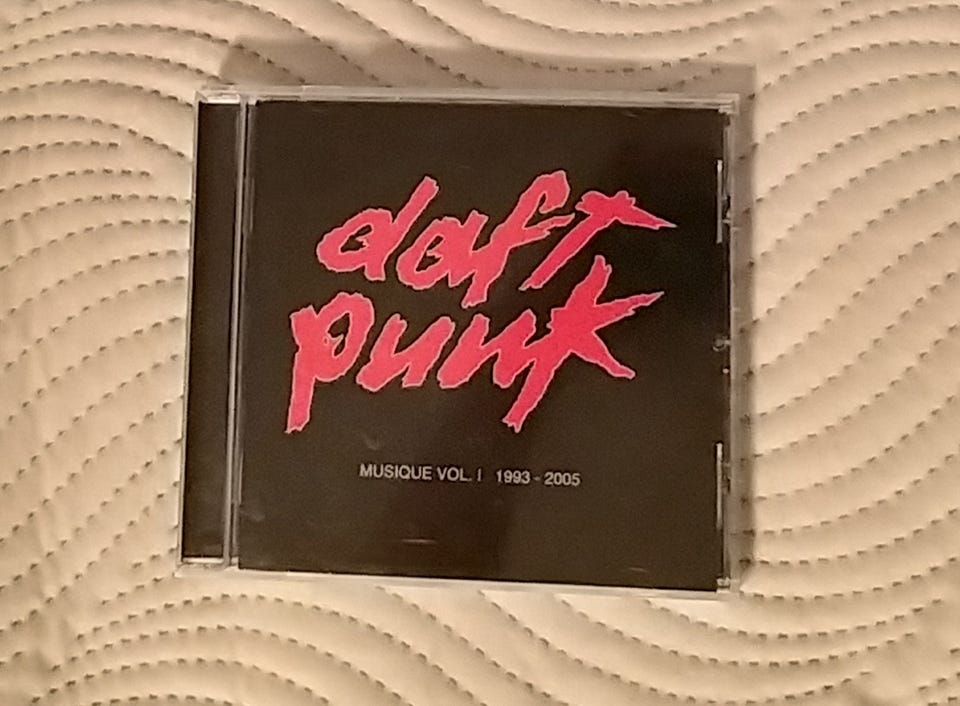 daft
punk
MUSIQUE VOL. I 1993 - 2005